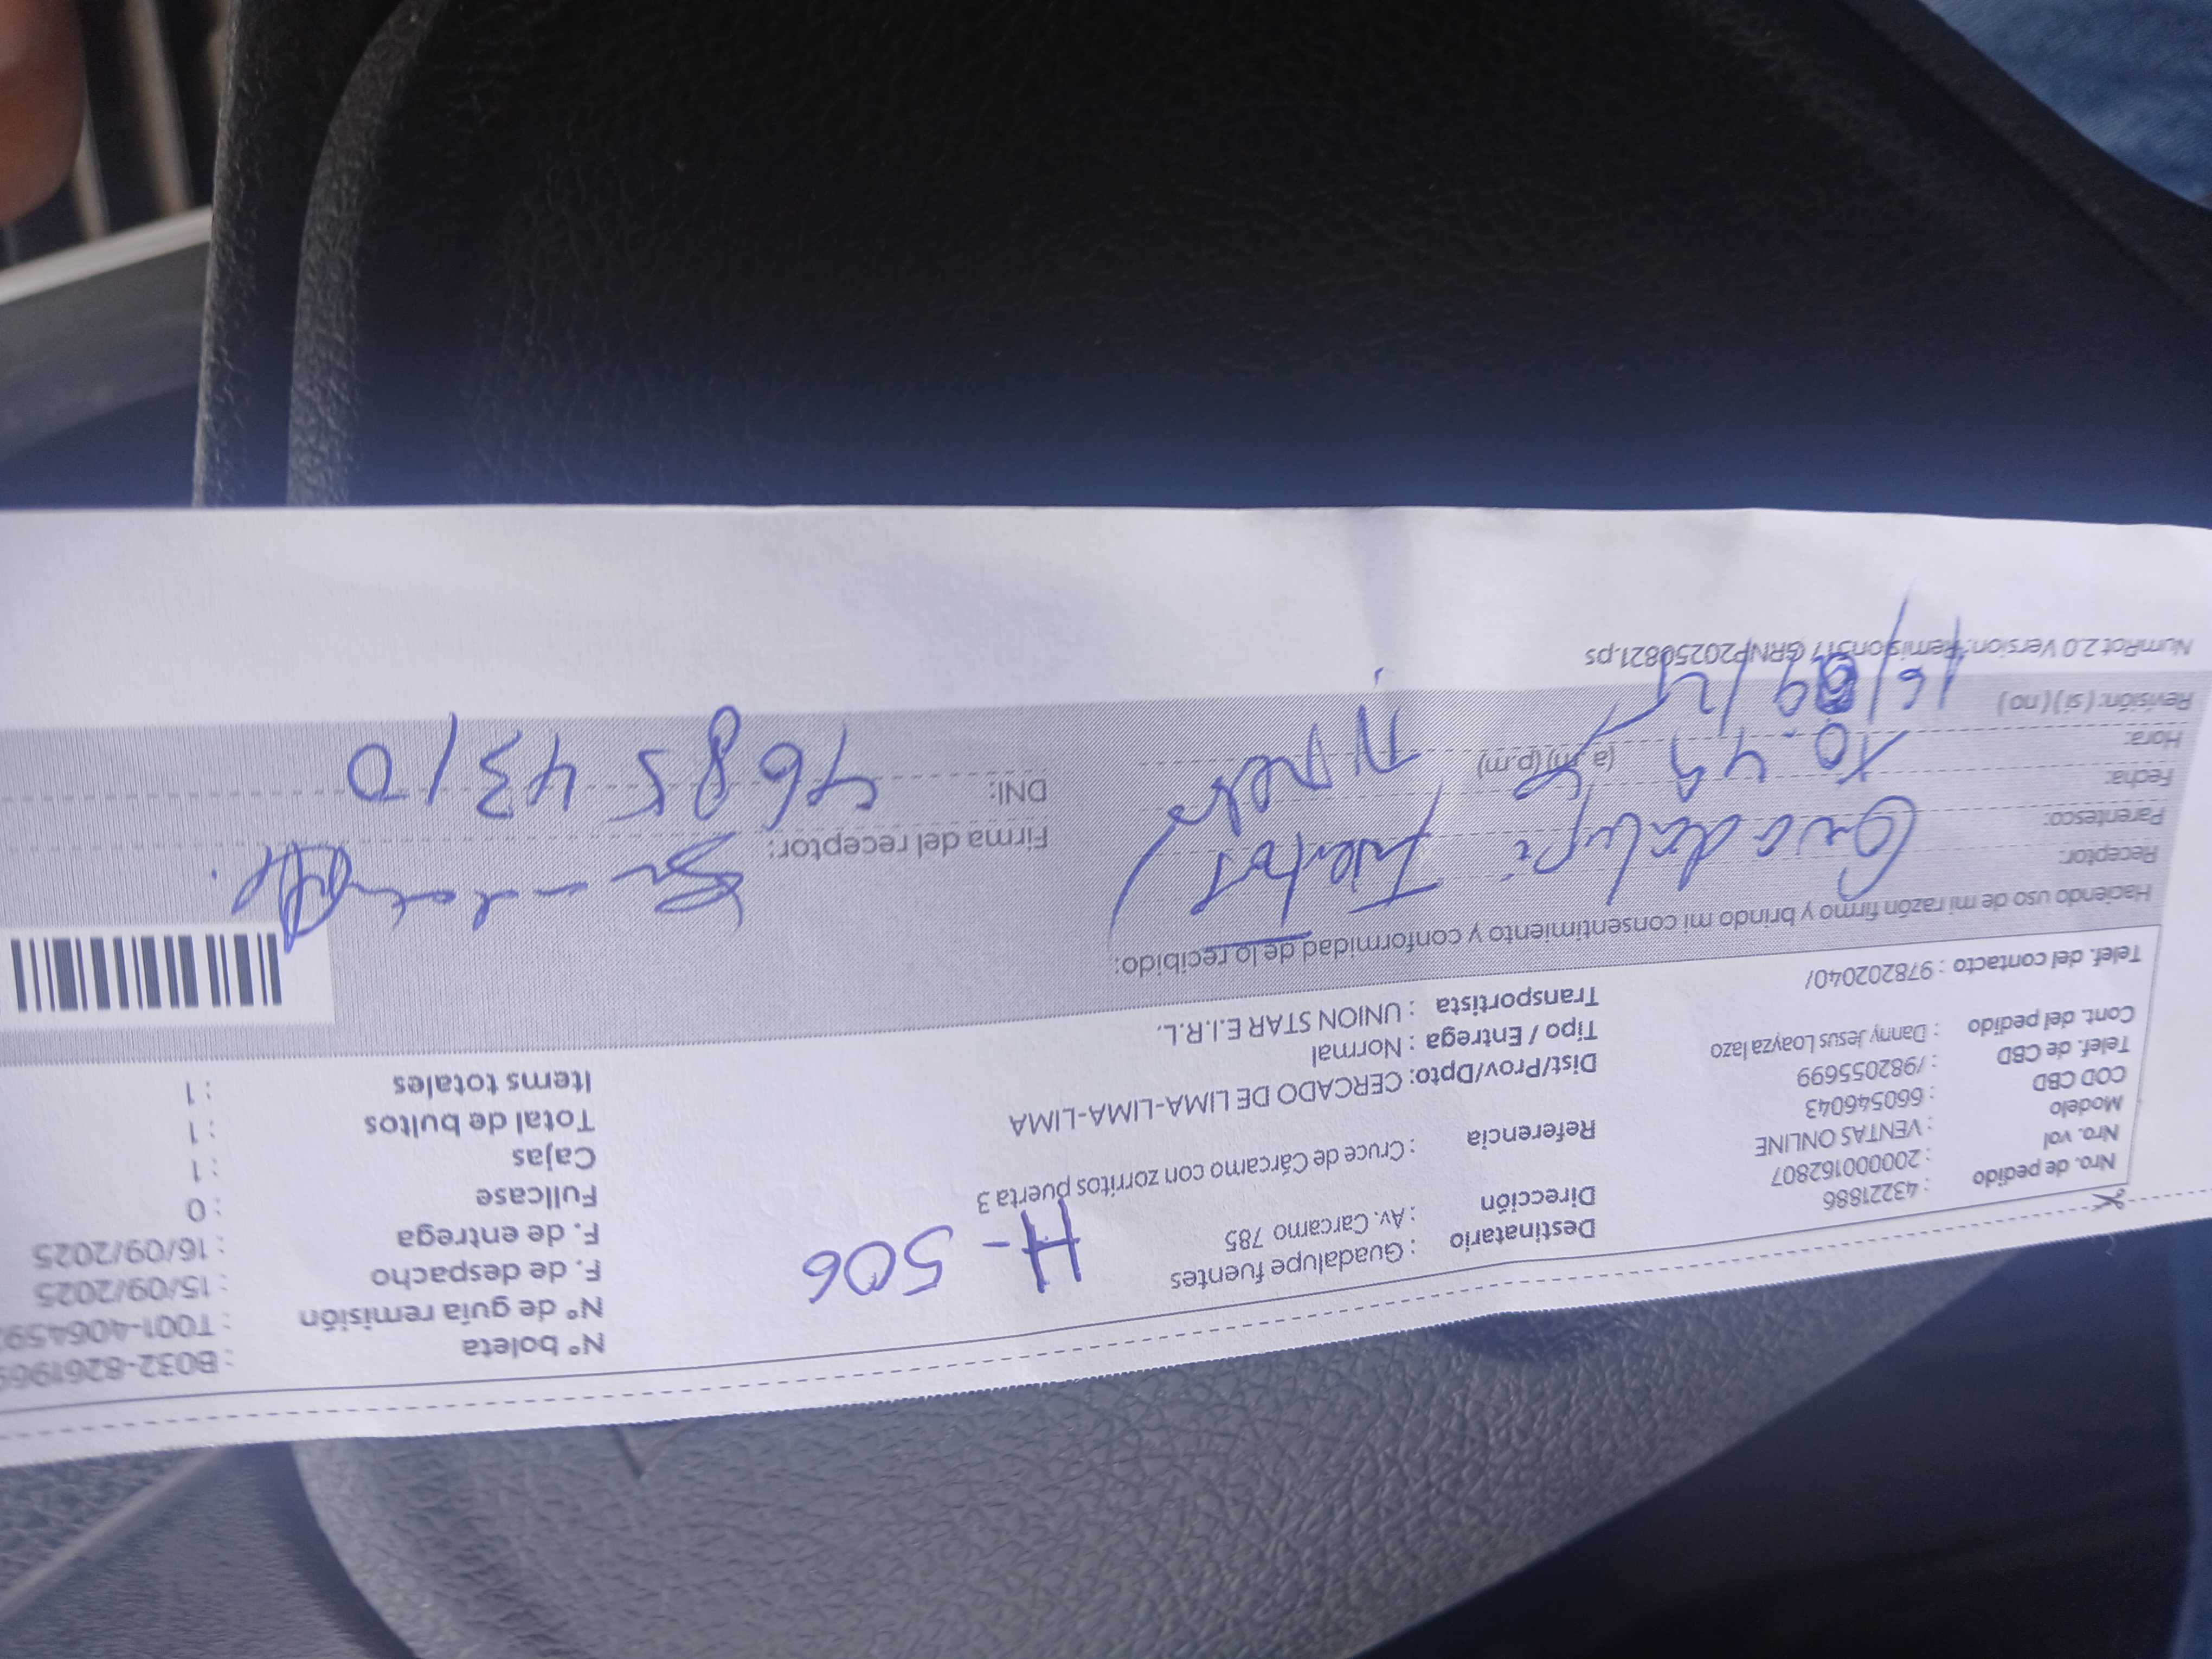 Nº boleta : B032-8261969
Nº de guía remisión : T001-406459
F. de despacho : 15/09/2025
F. de entrega : 16/09/2025
Fullcase : 0
Cajas : 1
Total de bultos : 1
Items totales : 1
Destinatario : Guadalupe fuentes
H-506
Dirección : Av. Carcamo 785
Referencia : Cruce de Cárcamo con zorritos puerta 3
Dist/Prov/Dpto: CERCADO DE LIMA-LIMA-LIMA
Tipo / Entrega : Normal
Transportista : UNION STAR E.I.R.L.
Nro. de pedido : 43221886
Nro. vol : 20000162807
Modelo : VENTAS ONLINE
COD CBD : 660546043
Telef. de CBD : /982055699
Cont. del pedido : Danny Jesus Loayza lazo
Telef. del contacto : 978202040/
Haciendo uso de mi razón firmo y brindo mi consentimiento y conformidad de lo recibido:
Receptor: Guadalupe Fuentes
Parentesco:
Fecha: 10:49
Hora: (a.m) (p.m)
Revisión: ( si ) ( no ) 16/09/25
Firma del receptor:
DNI: 46854310
NumRot 2.0 Version: Remision517 GRNP20250821.ps